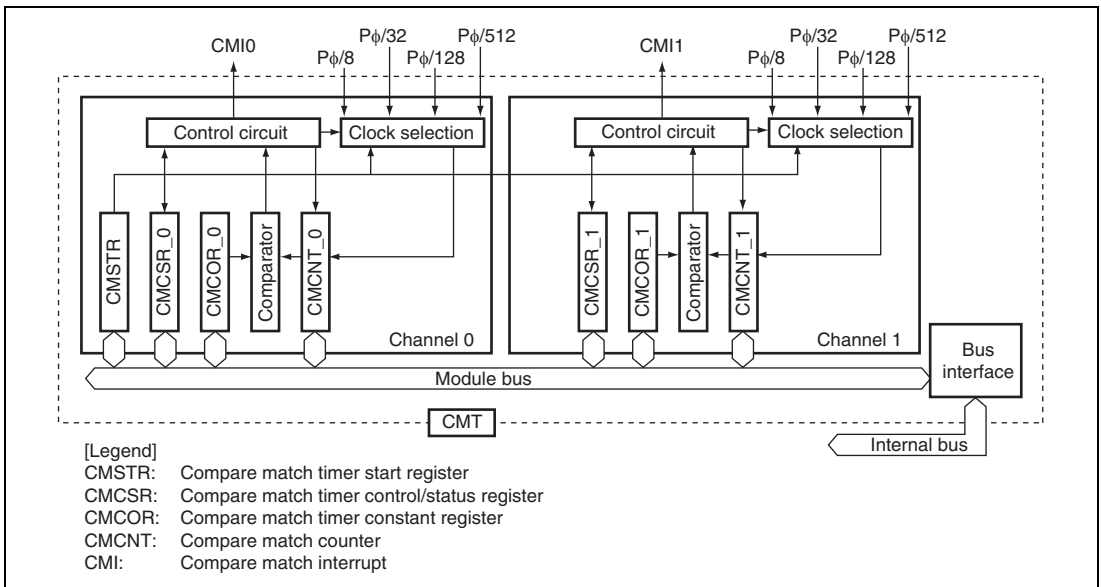 CMI0
Pϕ/8
Pϕ/32
Pϕ/128
Pϕ/512
CMI1
Pϕ/8
Pϕ/32
Pϕ/128
Pϕ/512
Control circuit
Clock selection
Control circuit
Clock selection
CMSTR
CMCSR_0
CMCOR_0
Comparator
CMCNT_0
CMCSR_1
CMCOR_1
Comparator
CMCNT_1
Channel 0
Channel 1
Module bus
Bus
interface
CMT
Internal bus
[Legend]
CMSTR: Compare match timer start register
CMCSR: Compare match timer control/status register
CMCOR: Compare match timer constant register
CMCNT: Compare match counter
CMI: Compare match interrupt